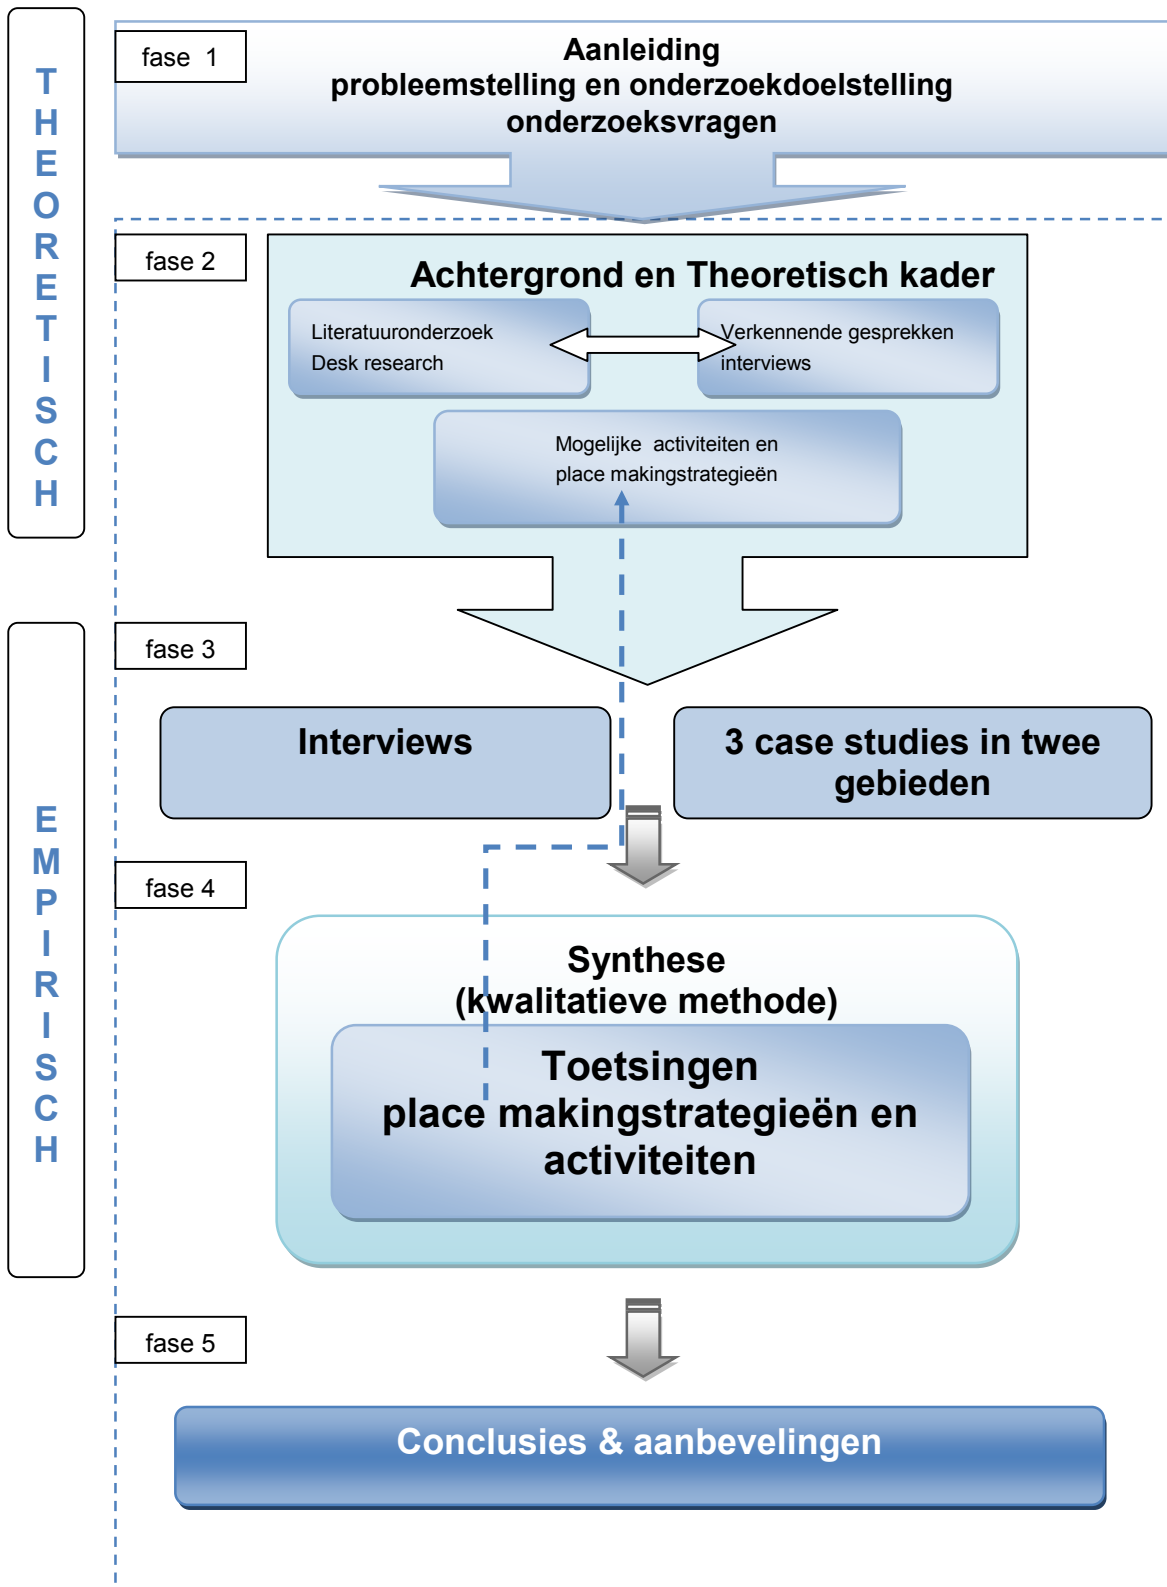 THEORETISCH
fase 1
Aanleiding
probleemstelling en onderzoekdoelstelling
onderzoeksvragen
fase 2
Achtergrond en Theoretisch kader
Literatuuronderzoek
Desk research
Verkennende gesprekken
interviews
Mogelijke activiteiten en
place makingstrategieën
EMPIRISCH
fase 3
Interviews
3 case studies in twee
gebieden
fase 4
Synthese
(kwalitatieve methode)
Toetsingen
place makingstrategieën en
activiteiten
fase 5
Conclusies & aanbevelingen